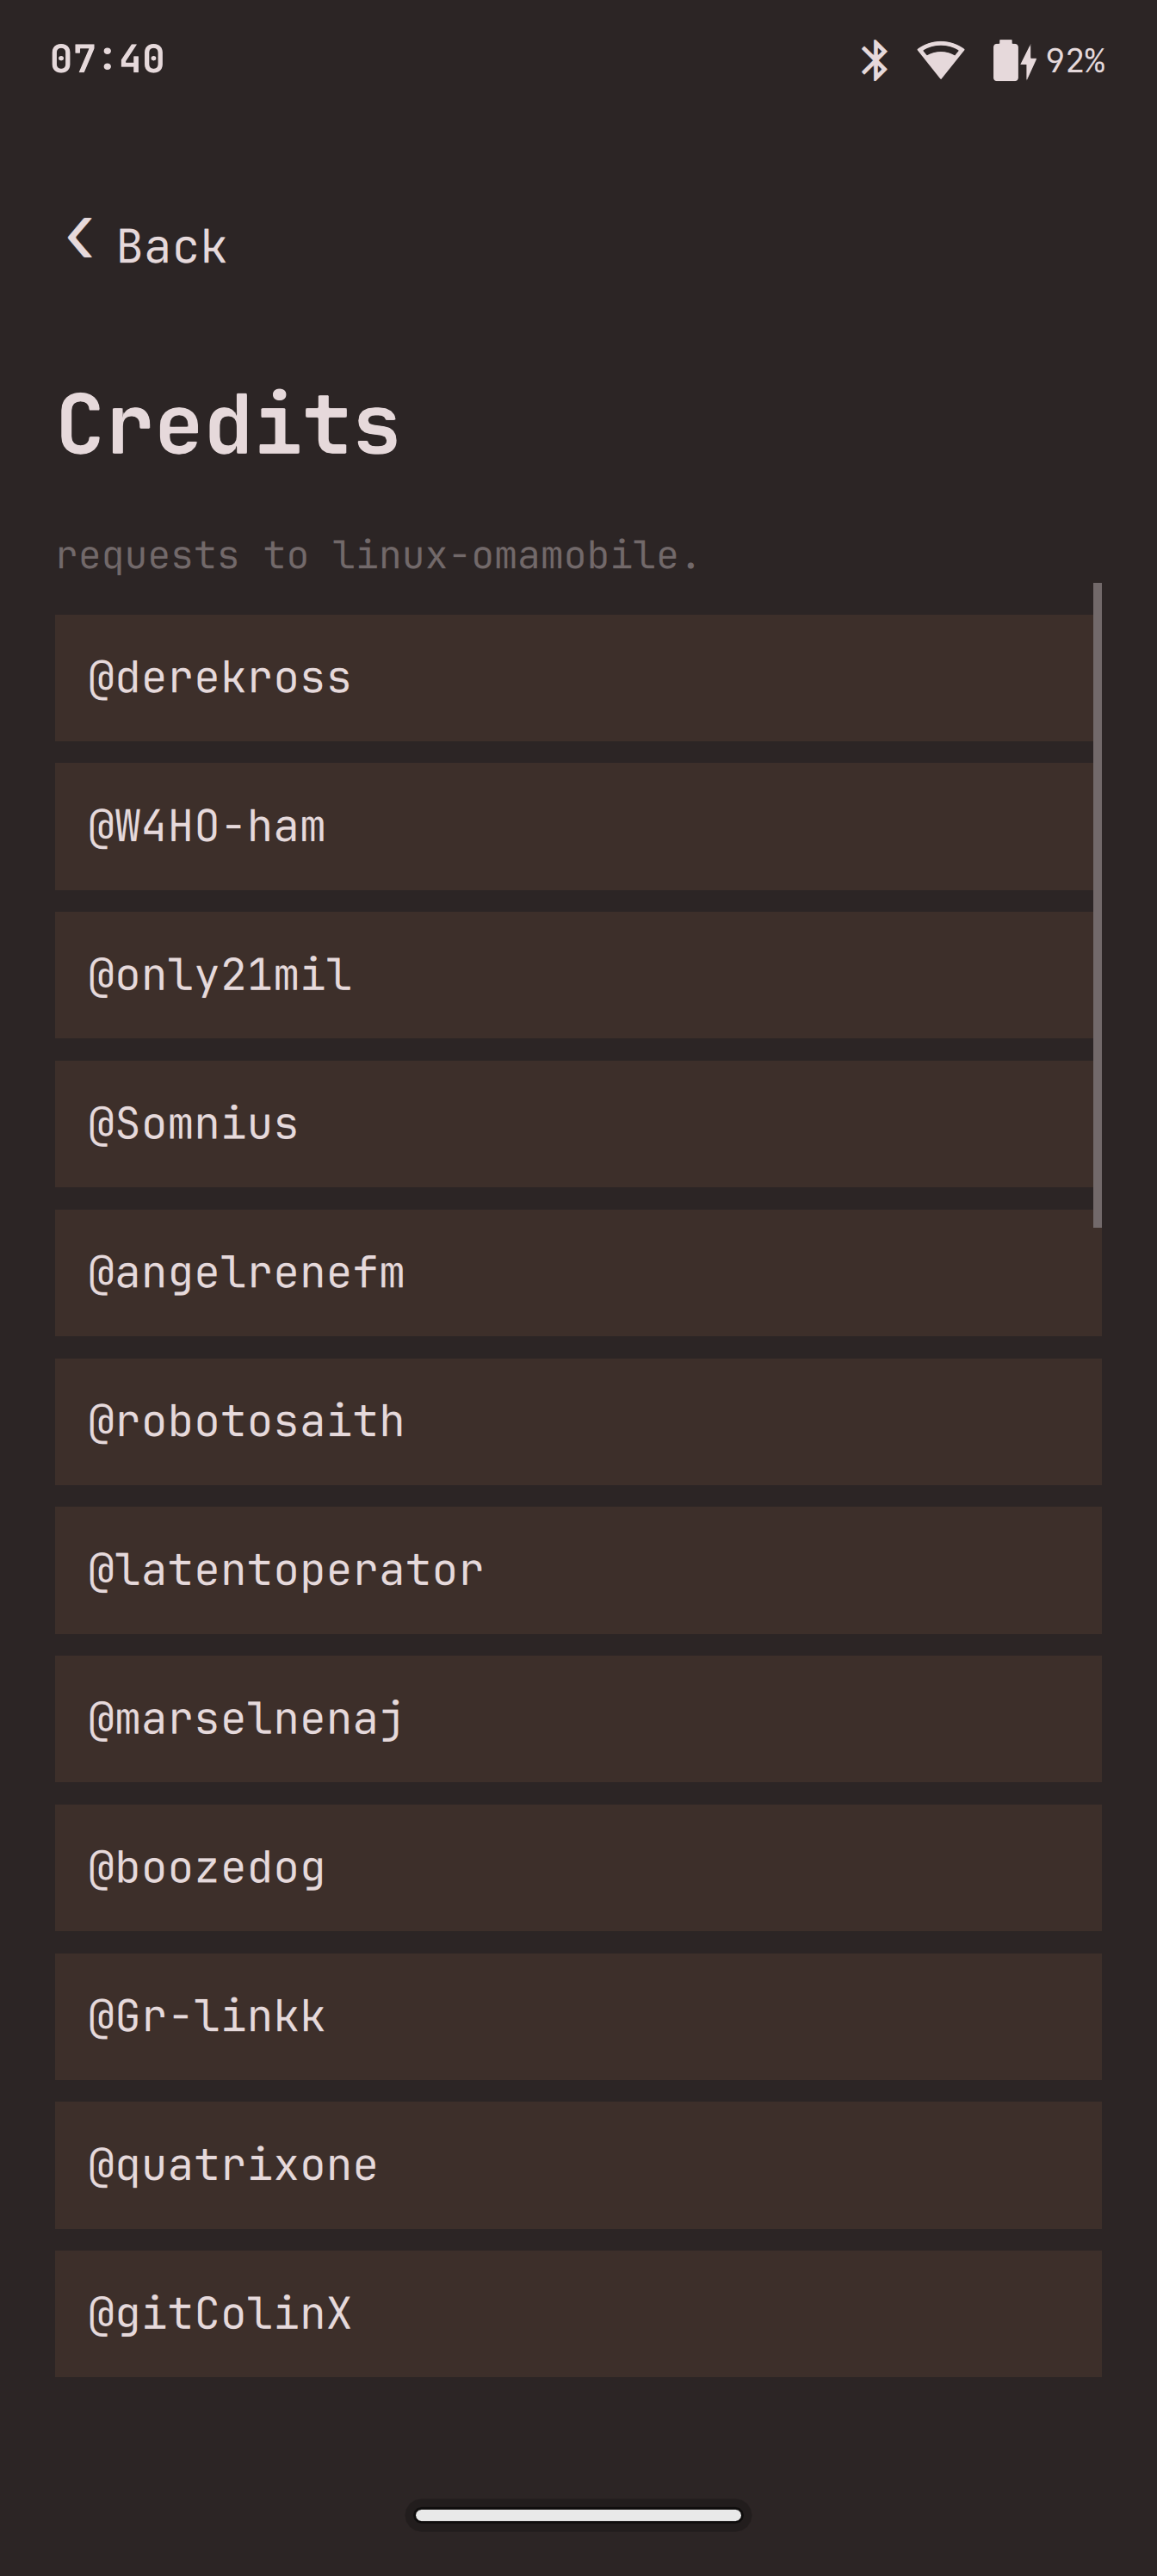 07:40
92%
Back
Credits
requests to linux-omamobile.
@derekross
@W4HO-ham
@only21mil
@Somnius
@angelrenefm
@robotosaith
@latentoperator
@marselnenaj
@boozedog
@Gr-linkk
@quatrixone
@gitColinX